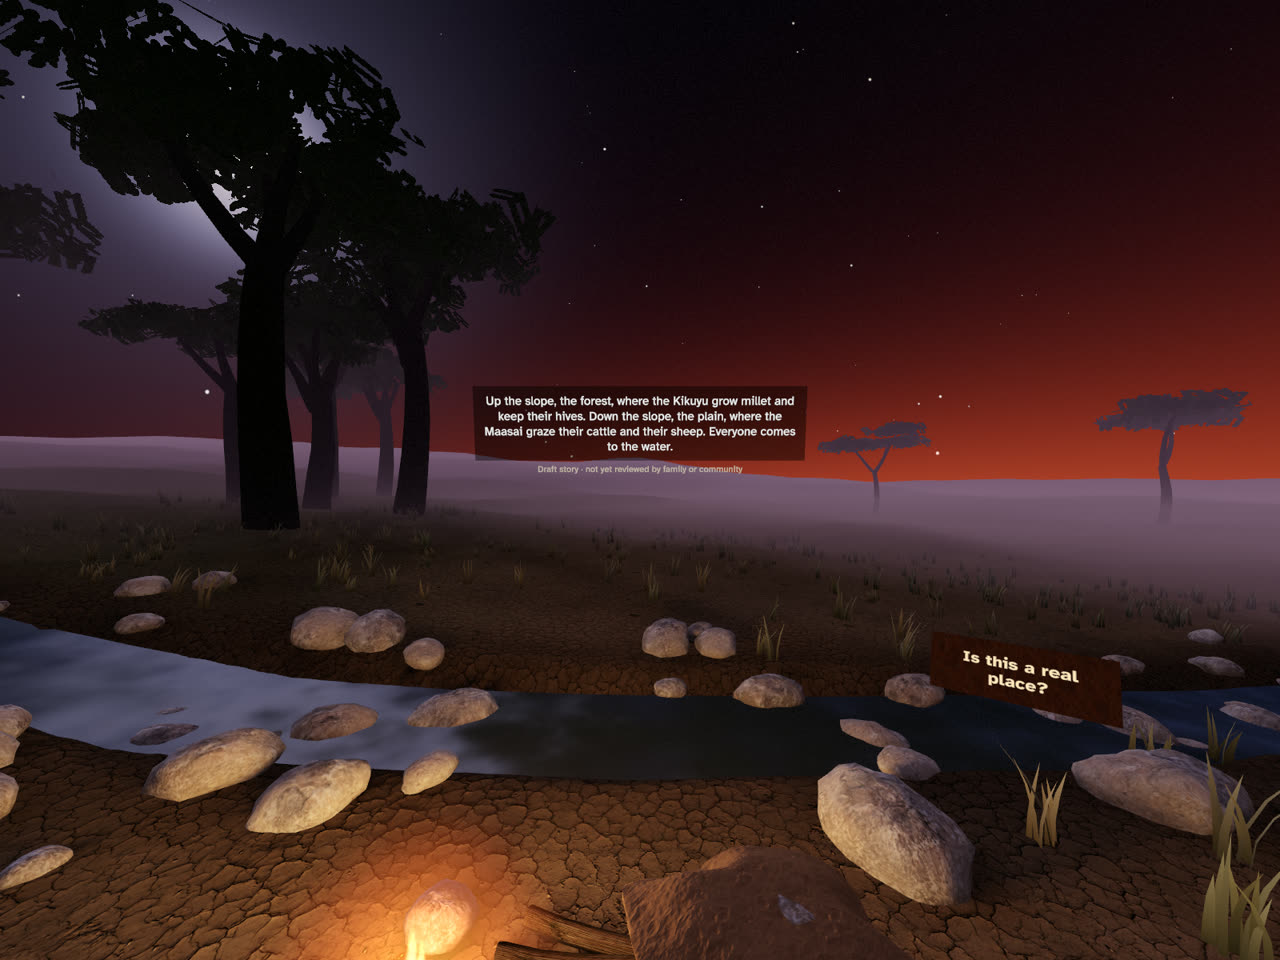 Up the slope, the forest, where the Kikuyu grow millet and
keep their hives. Down the slope, the plain, where the
Maasai graze their cattle and their sheep. Everyone comes
to the water.
Draft story · not yet reviewed by family or community
Is this a real
place?